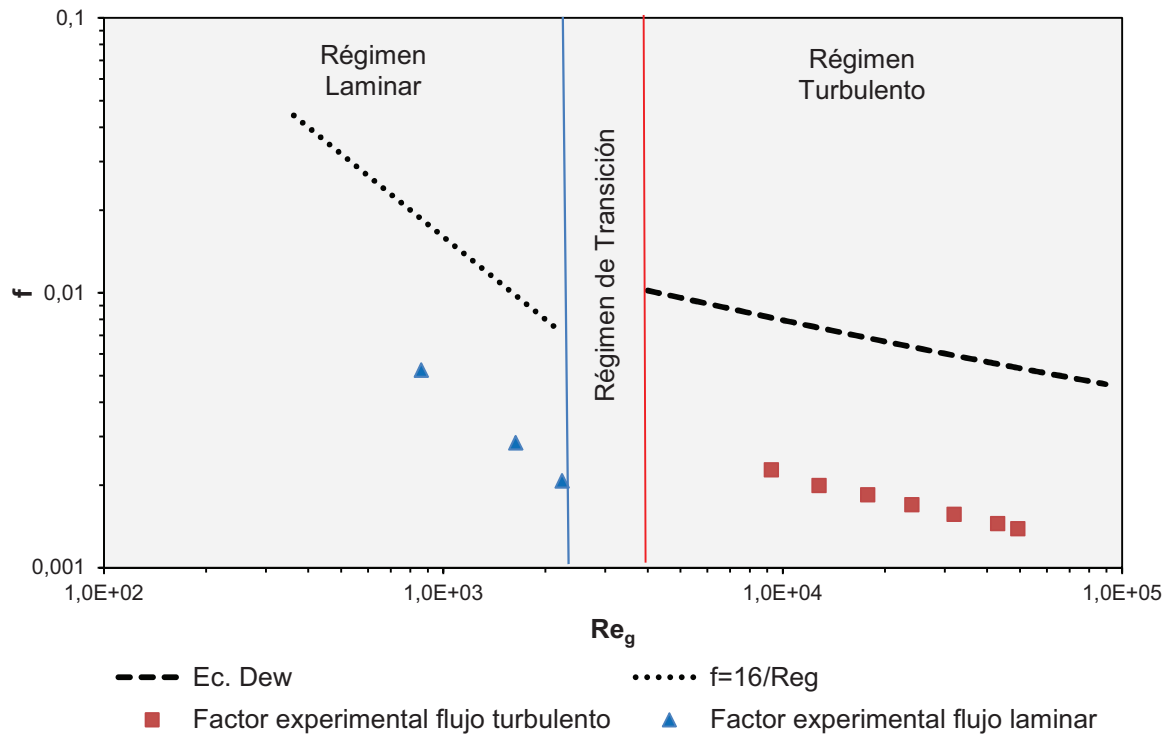 0,1
0,01
0,001
f
Régimen
Laminar
Régimen de Transición
Régimen
Turbulento
1,0E+02
1,0E+03
1,0E+04
1,0E+05
Reg
Ec. Dew
f=16/Reg
Factor experimental flujo turbulento
Factor experimental flujo laminar